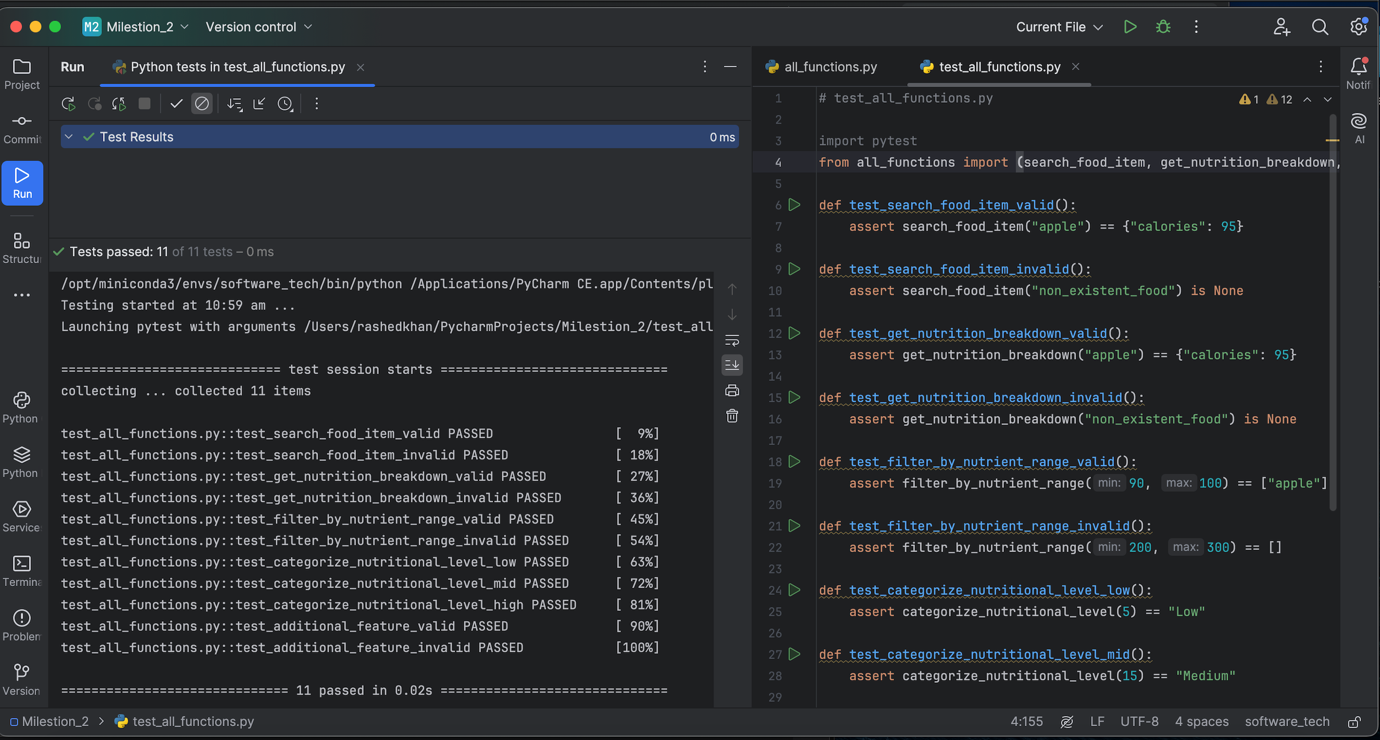 M2 Milestion_2 Version control Current File
Project
Commit
Run
Structu
Python
Python
Service
Termina
Problen
Version
Run Python tests in test_all_functions.py
Test Results 0 ms
Tests passed: 11 of 11 tests – 0 ms
/opt/miniconda3/envs/software_tech/bin/python /Applications/PyCharm CE.app/Contents/pl
Testing started at 10:59 am ...
Launching pytest with arguments /Users/rashedkhan/PycharmProjects/Milestion_2/test_all
============================= test session starts ==============================
collecting ... collected 11 items
test_all_functions.py::test_search_food_item_valid PASSED [  9%]
test_all_functions.py::test_search_food_item_invalid PASSED [ 18%]
test_all_functions.py::test_get_nutrition_breakdown_valid PASSED [ 27%]
test_all_functions.py::test_get_nutrition_breakdown_invalid PASSED [ 36%]
test_all_functions.py::test_filter_by_nutrient_range_valid PASSED [ 45%]
test_all_functions.py::test_filter_by_nutrient_range_invalid PASSED [ 54%]
test_all_functions.py::test_categorize_nutritional_level_low PASSED [ 63%]
test_all_functions.py::test_categorize_nutritional_level_mid PASSED [ 72%]
test_all_functions.py::test_categorize_nutritional_level_high PASSED [ 81%]
test_all_functions.py::test_additional_feature_valid PASSED [ 90%]
test_all_functions.py::test_additional_feature_invalid PASSED [100%]
============================== 11 passed in 0.02s ==============================
all_functions.py test_all_functions.py
1 # test_all_functions.py 1 12
2
3 import pytest
4 from all_functions import (search_food_item, get_nutrition_breakdown,
5
6 def test_search_food_item_valid():
7 assert search_food_item("apple") == {"calories": 95}
8
9 def test_search_food_item_invalid():
10 assert search_food_item("non_existent_food") is None
11
12 def test_get_nutrition_breakdown_valid():
13 assert get_nutrition_breakdown("apple") == {"calories": 95}
14
15 def test_get_nutrition_breakdown_invalid():
16 assert get_nutrition_breakdown("non_existent_food") is None
17
18 def test_filter_by_nutrient_range_valid():
19 assert filter_by_nutrient_range( min: 90, max: 100) == ["apple"]
20
21 def test_filter_by_nutrient_range_invalid():
22 assert filter_by_nutrient_range( min: 200, max: 300) == []
23
24 def test_categorize_nutritional_level_low():
25 assert categorize_nutritional_level(5) == "Low"
26
27 def test_categorize_nutritional_level_mid():
28 assert categorize_nutritional_level(15) == "Medium"
29
Notif
AI
Milestion_2 > test_all_functions.py 4:155 LF UTF-8 4 spaces software_tech